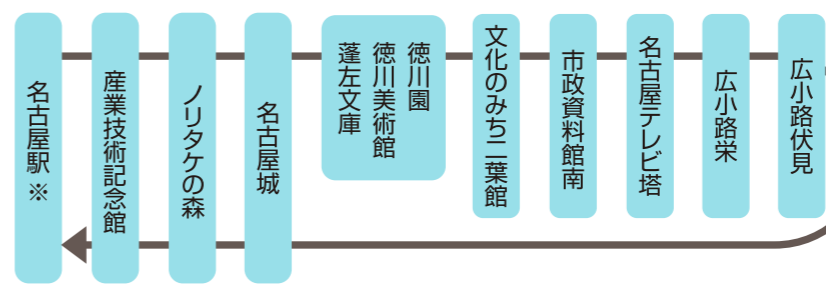 名古屋駅※
産業技術記念館
ノリタケの森
名古屋城
徳川園
徳川美術館
蓬左文庫
文化のみち二葉館
市政資料館南
名古屋テレビ塔
広小路栄
広小路伏見